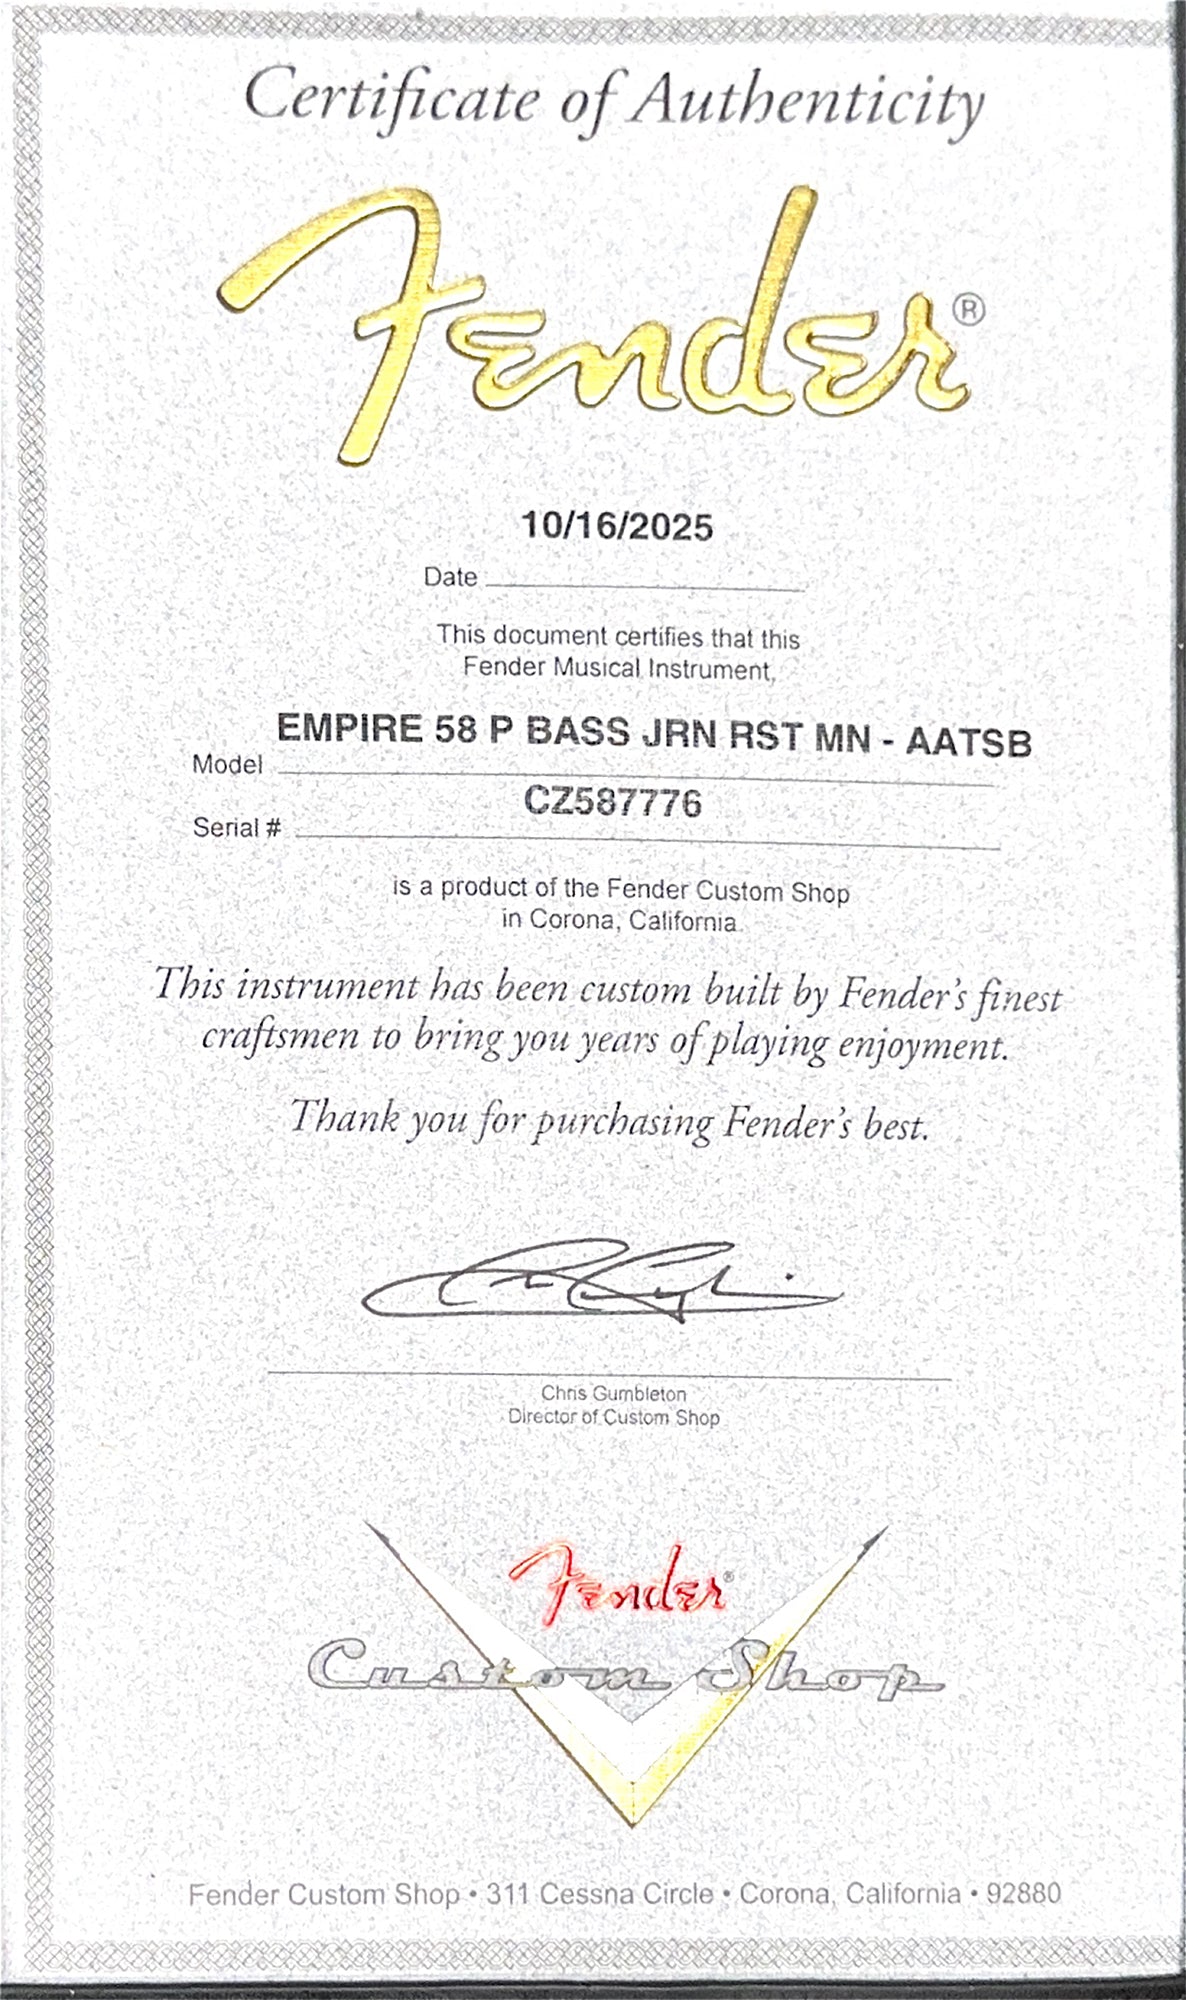 Certificate of Authenticity
Fender®
10/16/2025
Date
This document certifies that this
Fender Musical Instrument,
EMPIRE 58 P BASS JRN RST MN - AATSB
Model
CZ587776
Serial #
is a product of the Fender Custom Shop
in Corona, California.
This instrument has been custom built by Fender's finest
craftsmen to bring you years of playing enjoyment.
Thank you for purchasing Fender's best.
Chris Gumbleton
Director of Custom Shop
Fender®
Custom Shop
Fender Custom Shop • 311 Cessna Circle • Corona, California • 92880